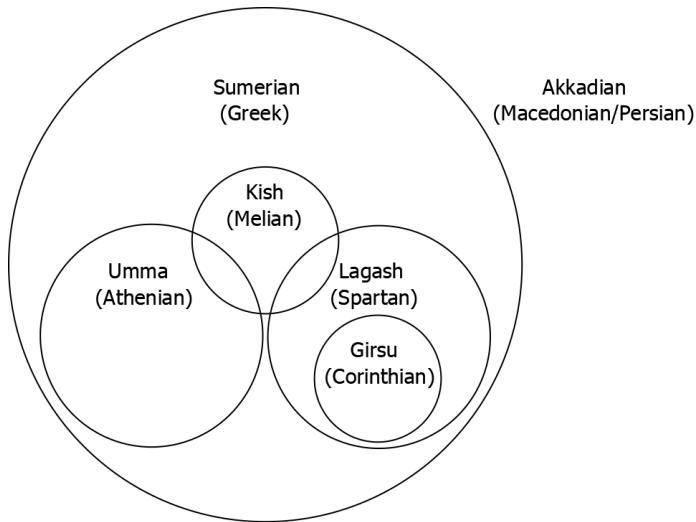 Sumerian
(Greek)
Akkadian
(Macedonian/Persian)
Kish
(Melian)
Umma
(Athenian)
Lagash
(Spartan)
Girsu
(Corinthian)